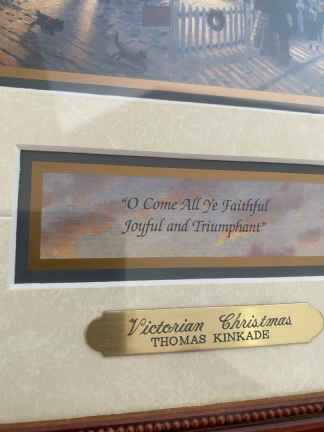 "O Come All Ye Faithful
Joyful and Triumphant"
Victorian Christmas
THOMAS KINKADE